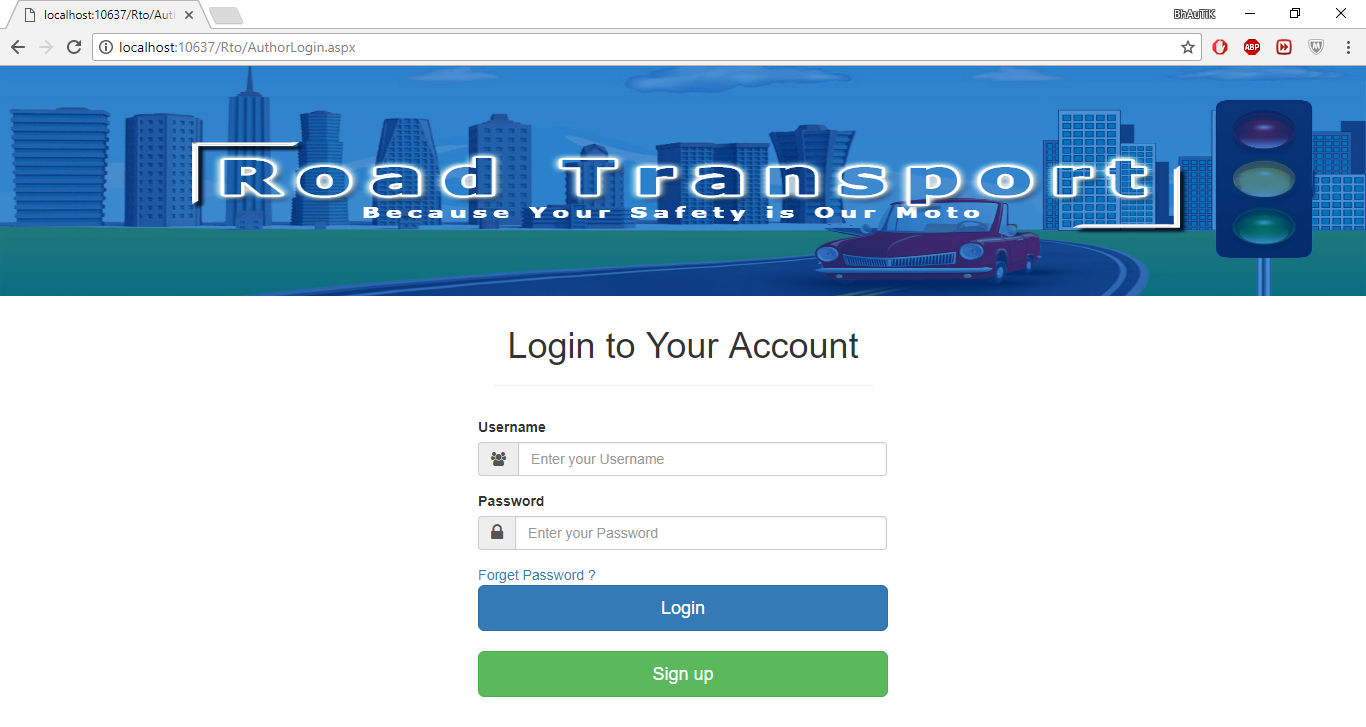 localhost:10637/Rto/Auth
BhAuTiK
localhost:10637/Rto/AuthorLogin.aspx
ABP
Road Transport
Because Your Safety is Our Moto
Login to Your Account
Username
Enter your Username
Password
Enter your Password
Forget Password ?
Login
Sign up